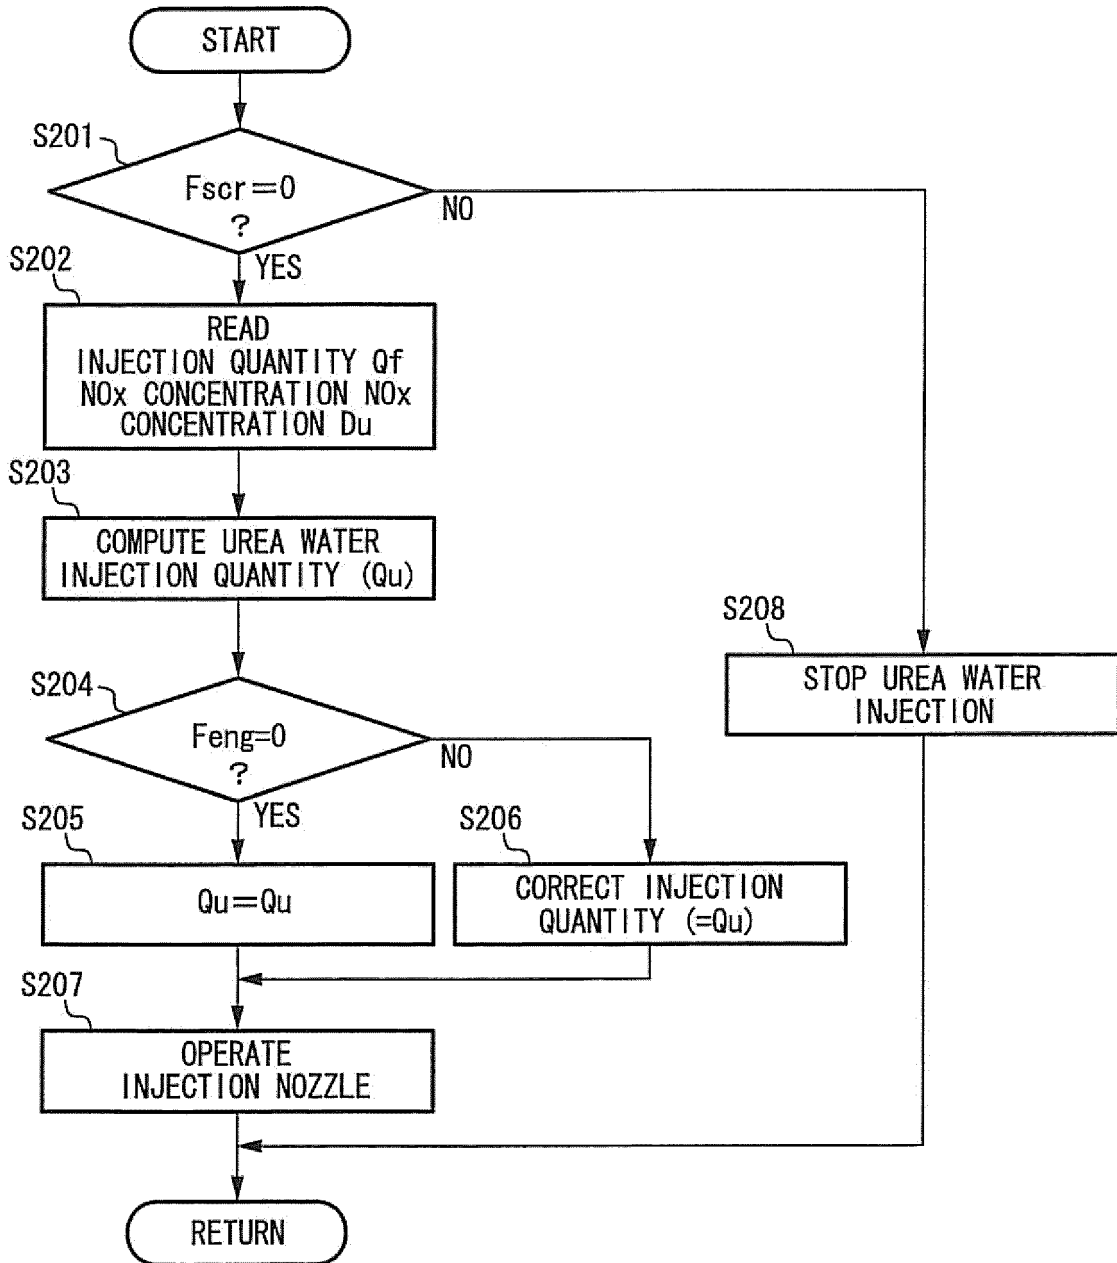 START
S201
Fscr=0
?
NO
YES
S202
READ
INJECTION QUANTITY Qf
NOx CONCENTRATION NOx
CONCENTRATION Du
S203
COMPUTE UREA WATER
INJECTION QUANTITY (Qu)
S204
Feng=0
?
NO
YES
S205
Qu=Qu
S206
CORRECT INJECTION
QUANTITY (=Qu)
S207
OPERATE
INJECTION NOZZLE
S208
STOP UREA WATER
INJECTION
RETURN